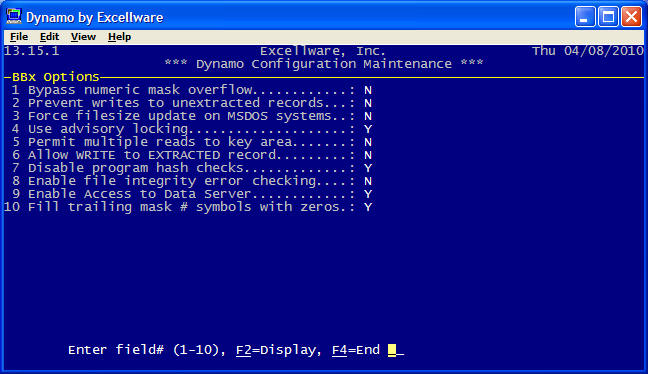 Dynamo by Excellware
File Edit View Help
13.15.1 Excellware, Inc. Thu 04/08/2010
*** Dynamo Configuration Maintenance ***
BBx Options
1 Bypass numeric mask overflow............: N
2 Prevent writes to unextracted records...: N
3 Force filesize update on MSDOS systems..: N
4 Use advisory locking....................: Y
5 Permit multiple reads to key area.......: N
6 Allow WRITE to EXTRACTED record.........: N
7 Disable program hash checks.............: Y
8 Enable file integrity error checking....: N
9 Enable Access to Data Server............: Y
10 Fill trailing mask # symbols with zeros.: Y
Enter field# (1-10), F2=Display, F4=End